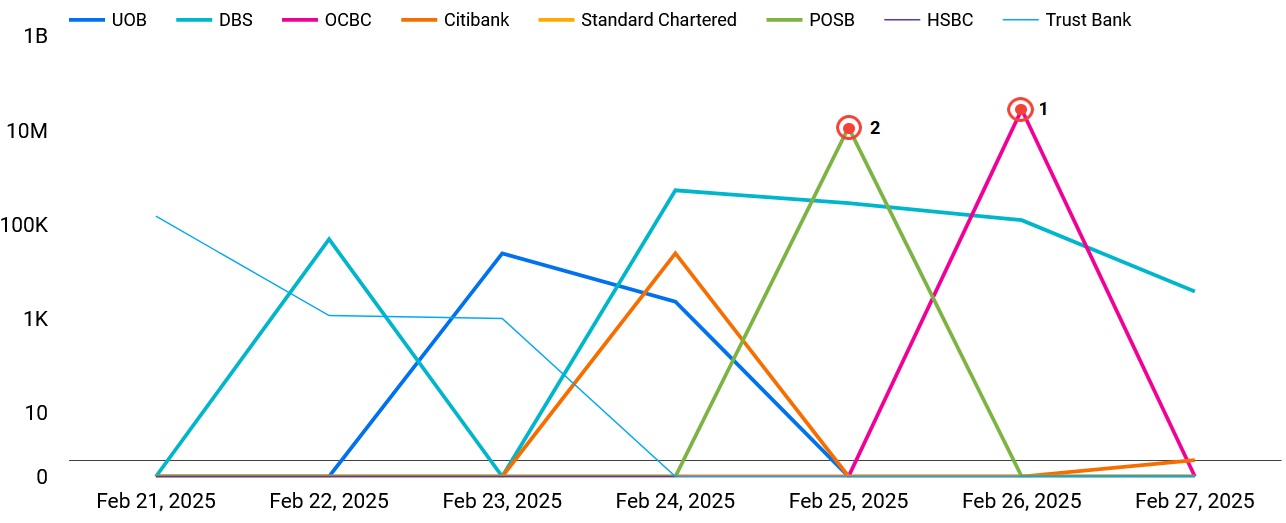 UOB DBS OCBC Citibank Standard Chartered POSB HSBC Trust Bank
1B
10M
100K
1K
10
0
2
1
Feb 21, 2025 Feb 22, 2025 Feb 23, 2025 Feb 24, 2025 Feb 25, 2025 Feb 26, 2025 Feb 27, 2025